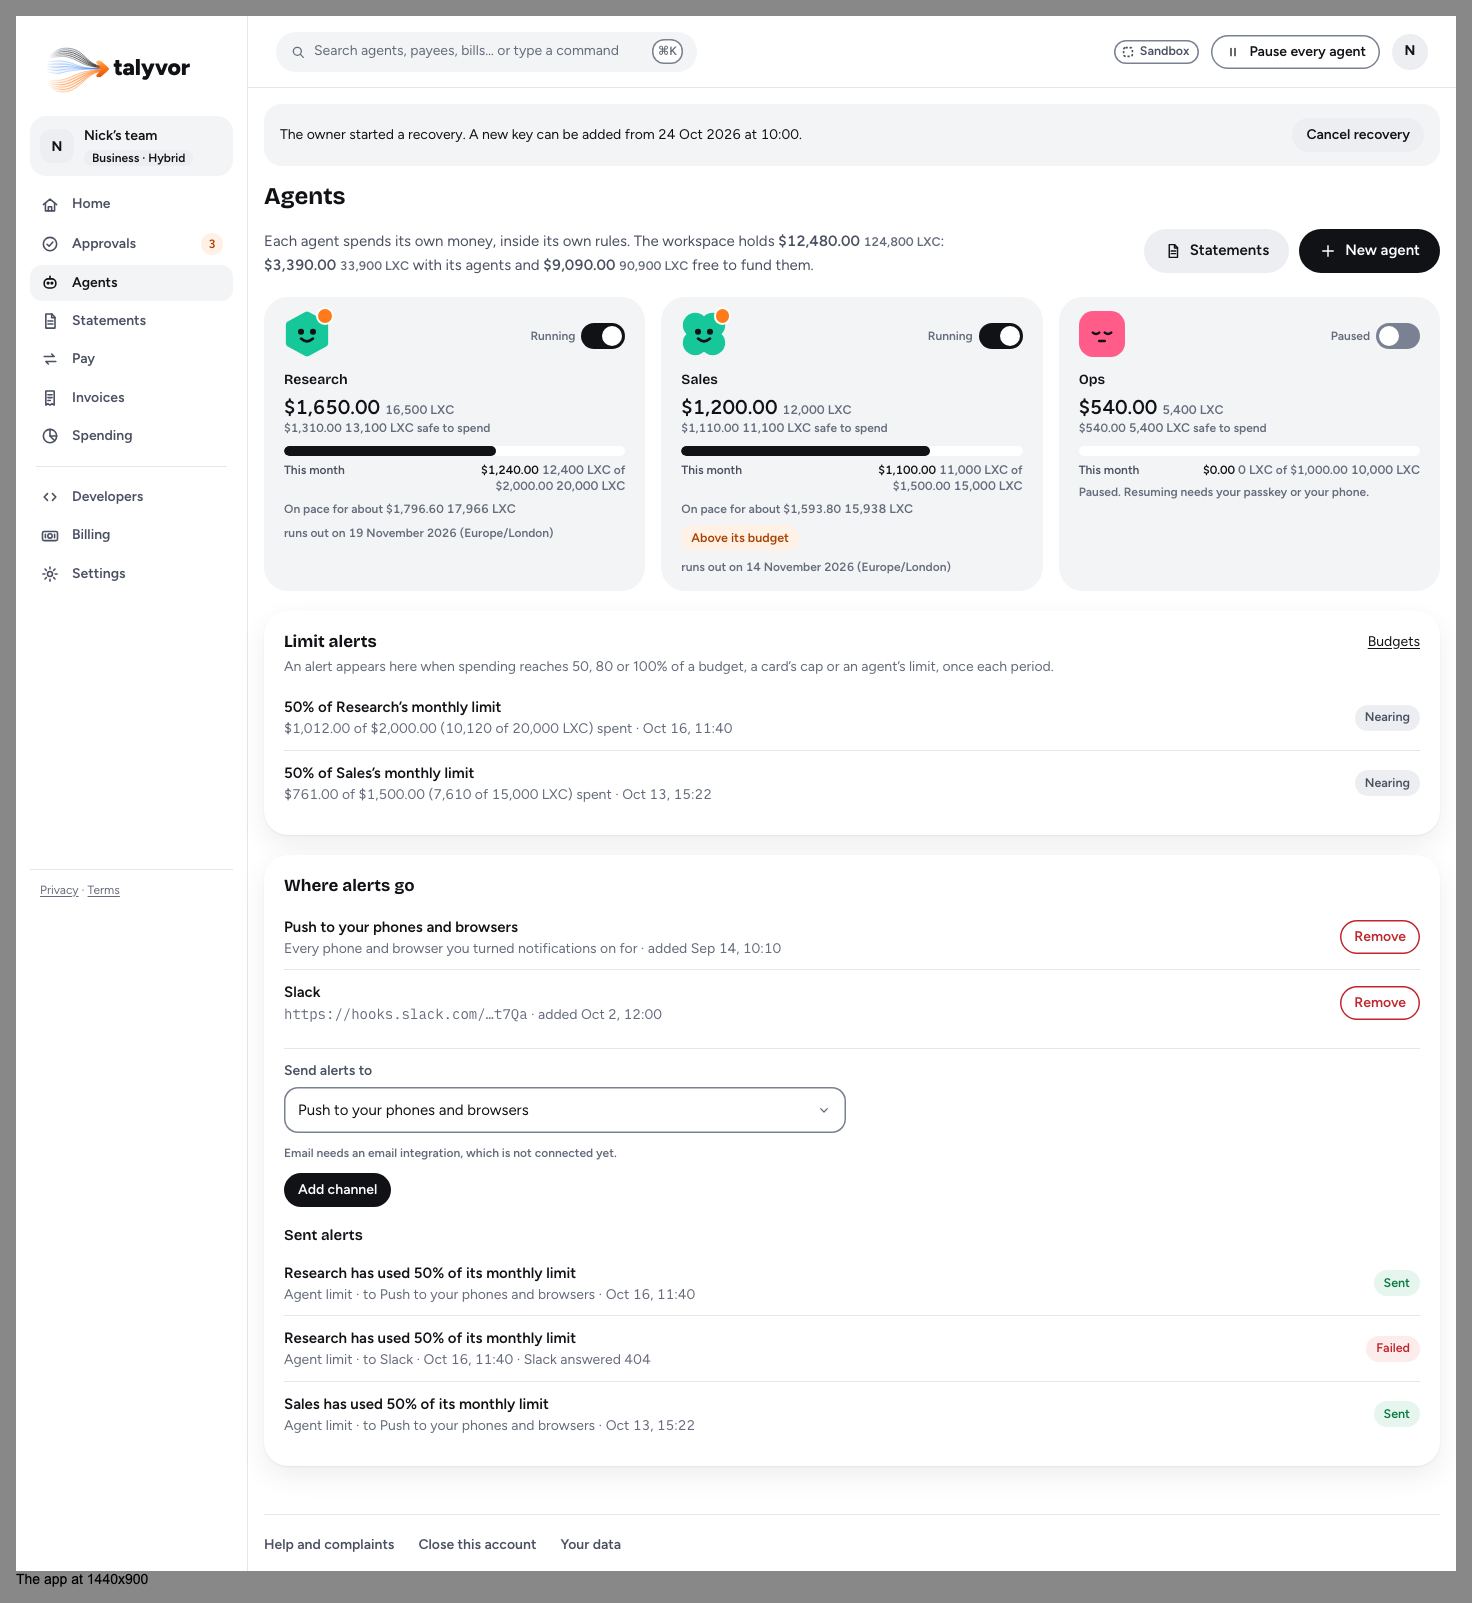 talyvor
Search agents, payees, bills... or type a command
⌘K
Sandbox
Pause every agent
N
N
Nick's team
Business · Hybrid
Home
Approvals
3
Agents
Statements
Pay
Invoices
Spending
Developers
Billing
Settings
Privacy · Terms
The owner started a recovery. A new key can be added from 24 Oct 2026 at 10:00.
Cancel recovery
Agents
Each agent spends its own money, inside its own rules. The workspace holds $12,480.00 124,800 LXC:
$3,390.00 33,900 LXC with its agents and $9,090.00 90,900 LXC free to fund them.
Statements
New agent
Running
Research
$1,650.00 16,500 LXC
$1,310.00 13,100 LXC safe to spend
This month
$1,240.00 12,400 LXC of
$2,000.00 20,000 LXC
On pace for about $1,796.60 17,966 LXC
runs out on 19 November 2026 (Europe/London)
Running
Sales
$1,200.00 12,000 LXC
$1,110.00 11,100 LXC safe to spend
This month
$1,100.00 11,000 LXC of
$1,500.00 15,000 LXC
On pace for about $1,593.80 15,938 LXC
Above its budget
runs out on 14 November 2026 (Europe/London)
Paused
Ops
$540.00 5,400 LXC
$540.00 5,400 LXC safe to spend
This month
$0.00 0 LXC of $1,000.00 10,000 LXC
Paused. Resuming needs your passkey or your phone.
Limit alerts
Budgets
An alert appears here when spending reaches 50, 80 or 100% of a budget, a card's cap or an agent's limit, once each period.
50% of Research's monthly limit
$1,012.00 of $2,000.00 (10,120 of 20,000 LXC) spent · Oct 16, 11:40
Nearing
50% of Sales's monthly limit
$761.00 of $1,500.00 (7,610 of 15,000 LXC) spent · Oct 13, 15:22
Nearing
Where alerts go
Push to your phones and browsers
Every phone and browser you turned notifications on for · added Sep 14, 10:10
Remove
Slack
https://hooks.slack.com/…t7Qa · added Oct 2, 12:00
Remove
Send alerts to
Push to your phones and browsers
Email needs an email integration, which is not connected yet.
Add channel
Sent alerts
Research has used 50% of its monthly limit
Agent limit · to Push to your phones and browsers · Oct 16, 11:40
Sent
Research has used 50% of its monthly limit
Agent limit · to Slack · Oct 16, 11:40 · Slack answered 404
Failed
Sales has used 50% of its monthly limit
Agent limit · to Push to your phones and browsers · Oct 13, 15:22
Sent
Help and complaints
Close this account
Your data
The app at 1440x900